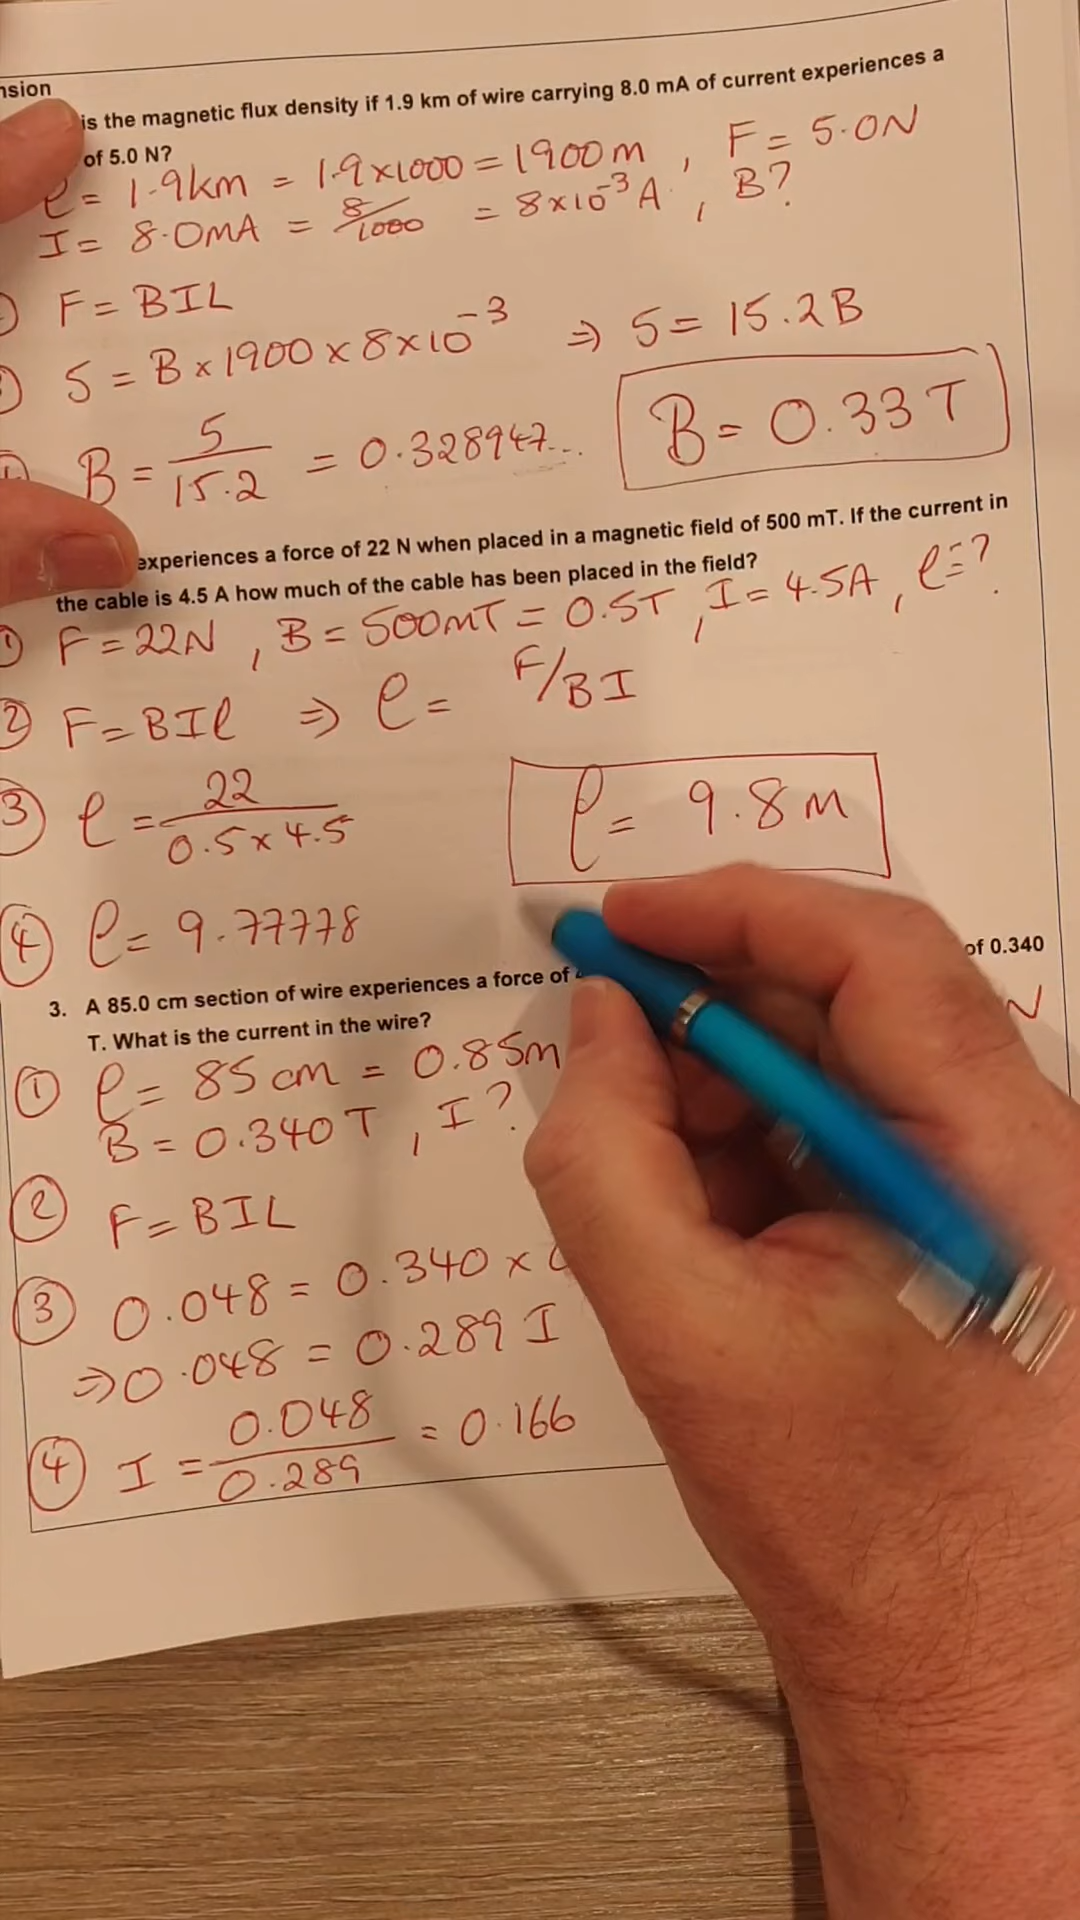 nsion
is the magnetic flux density if 1.9 km of wire carrying 8.0 mA of current experiences a
of 5.0 N?
ℓ = 1.9km = 1.9×1000 = 1900m , F = 5.0N
I = 8.0mA = 8/1000 = 8×10⁻³A , B?
F = BIL
5 = B × 1900 × 8×10⁻³ ⇒ 5 = 15.2B
B = 5/15.2 = 0.328947... B = 0.33T
experiences a force of 22 N when placed in a magnetic field of 500 mT. If the current in
the cable is 4.5 A how much of the cable has been placed in the field?
① F = 22N , B = 500mT = 0.5T , I = 4.5A , ℓ = ?
② F = BIℓ ⇒ ℓ = F/BI
③ ℓ = 22/0.5×4.5 ℓ = 9.8m
④ ℓ = 9.77778
3. A 85.0 cm section of wire experiences a force of of 0.340
T. What is the current in the wire? N
① ℓ = 85cm = 0.85m
B = 0.340T , I?
② F = BIL
③ 0.048 = 0.340 ×
⇒ 0.048 = 0.289 I
④ I = 0.048/0.289 = 0.166